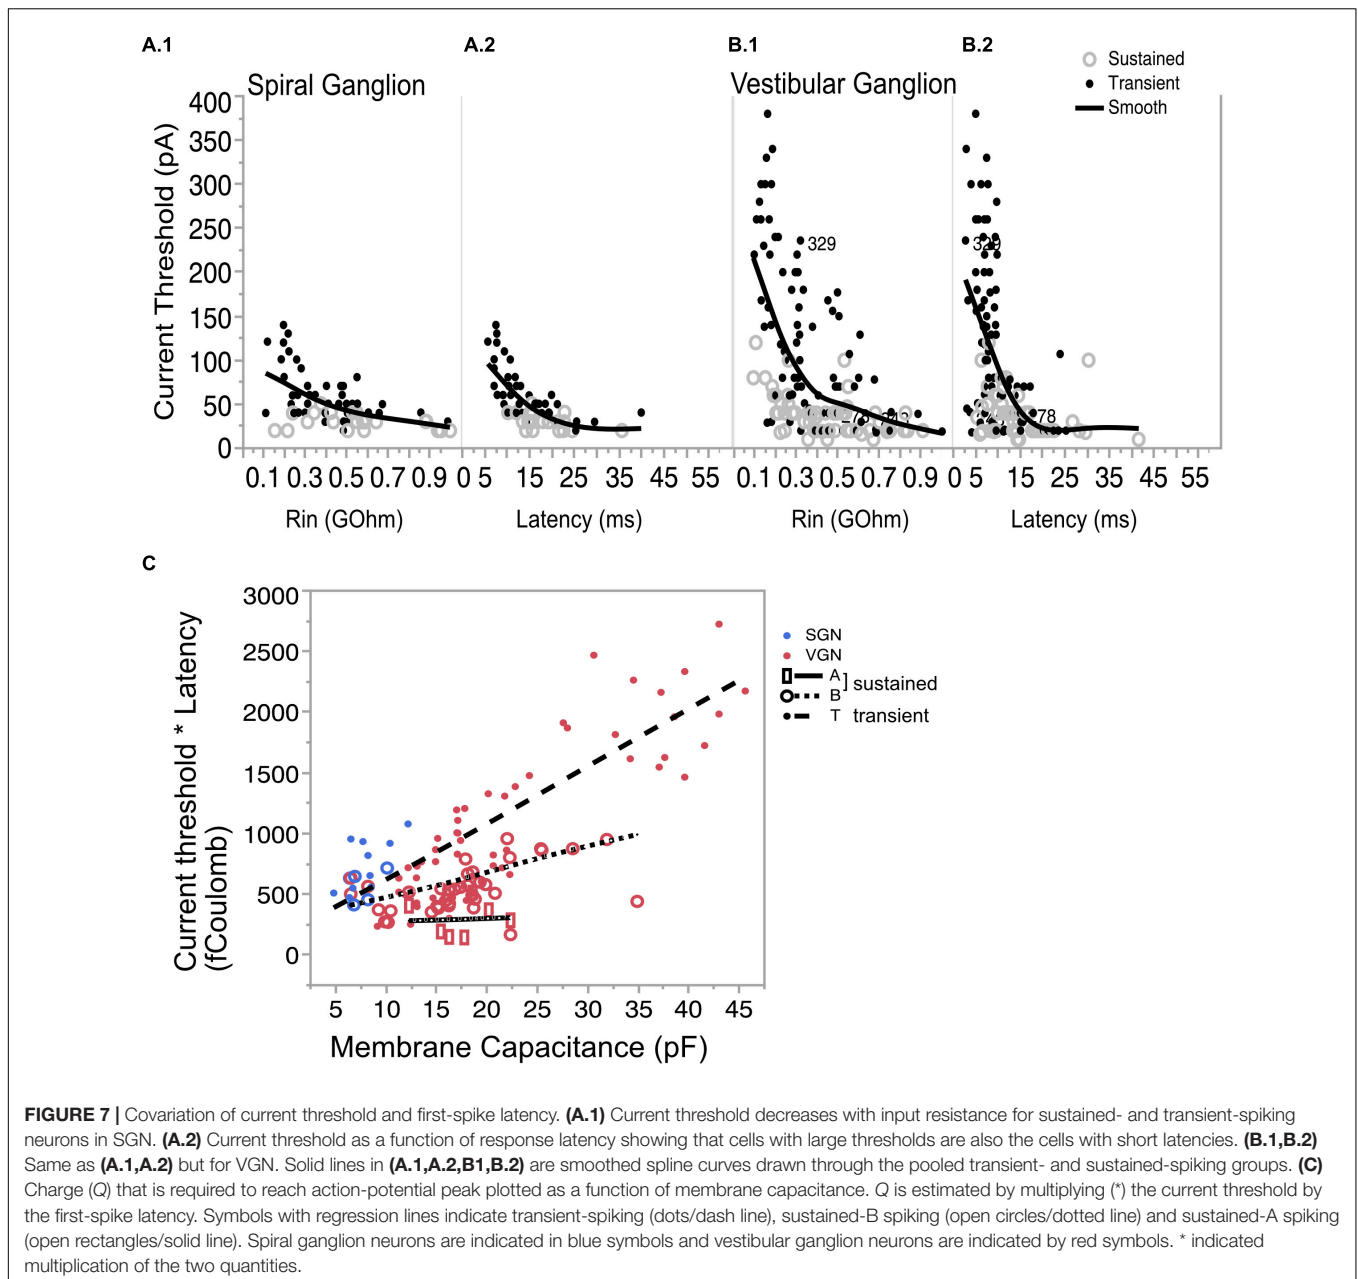 A.1 A.2 B.1 B.2
Spiral Ganglion Vestibular Ganglion
Sustained
Transient
Smooth
Current Threshold (pA)
400
350
300
250
200
150
100
50
0
329 329
78
0.1 0.3 0.5 0.7 0.9 0 5 15 25 35 45 55 0.1 0.3 0.5 0.7 0.9 0 5 15 25 35 45 55
Rin (GOhm) Latency (ms) Rin (GOhm) Latency (ms)
C
Current threshold * Latency
(fCoulomb)
3000
2500
2000
1500
1000
500
0
SGN
VGN
A
B
] sustained
T transient
5 10 15 20 25 30 35 40 45
Membrane Capacitance (pF)
FIGURE 7 | Covariation of current threshold and first-spike latency. (A.1) Current threshold decreases with input resistance for sustained- and transient-spiking
neurons in SGN. (A.2) Current threshold as a function of response latency showing that cells with large thresholds are also the cells with short latencies. (B.1,B.2)
Same as (A.1,A.2) but for VGN. Solid lines in (A.1,A.2,B1,B.2) are smoothed spline curves drawn through the pooled transient- and sustained-spiking groups. (C)
Charge (Q) that is required to reach action-potential peak plotted as a function of membrane capacitance. Q is estimated by multiplying (*) the current threshold by
the first-spike latency. Symbols with regression lines indicate transient-spiking (dots/dash line), sustained-B spiking (open circles/dotted line) and sustained-A spiking
(open rectangles/solid line). Spiral ganglion neurons are indicated in blue symbols and vestibular ganglion neurons are indicated by red symbols. * indicated
multiplication of the two quantities.